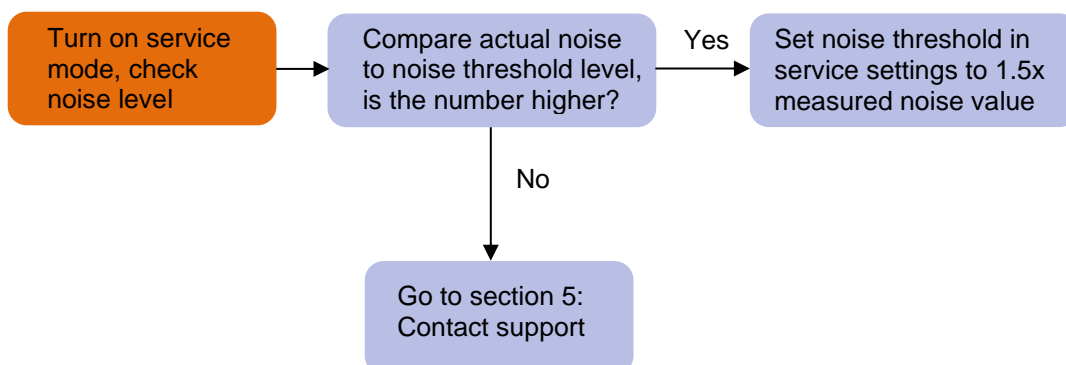 Turn on service
mode, check
noise level
Compare actual noise
to noise threshold level,
is the number higher?
Yes
Set noise threshold in
service settings to 1.5x
measured noise value
No
Go to section 5:
Contact support